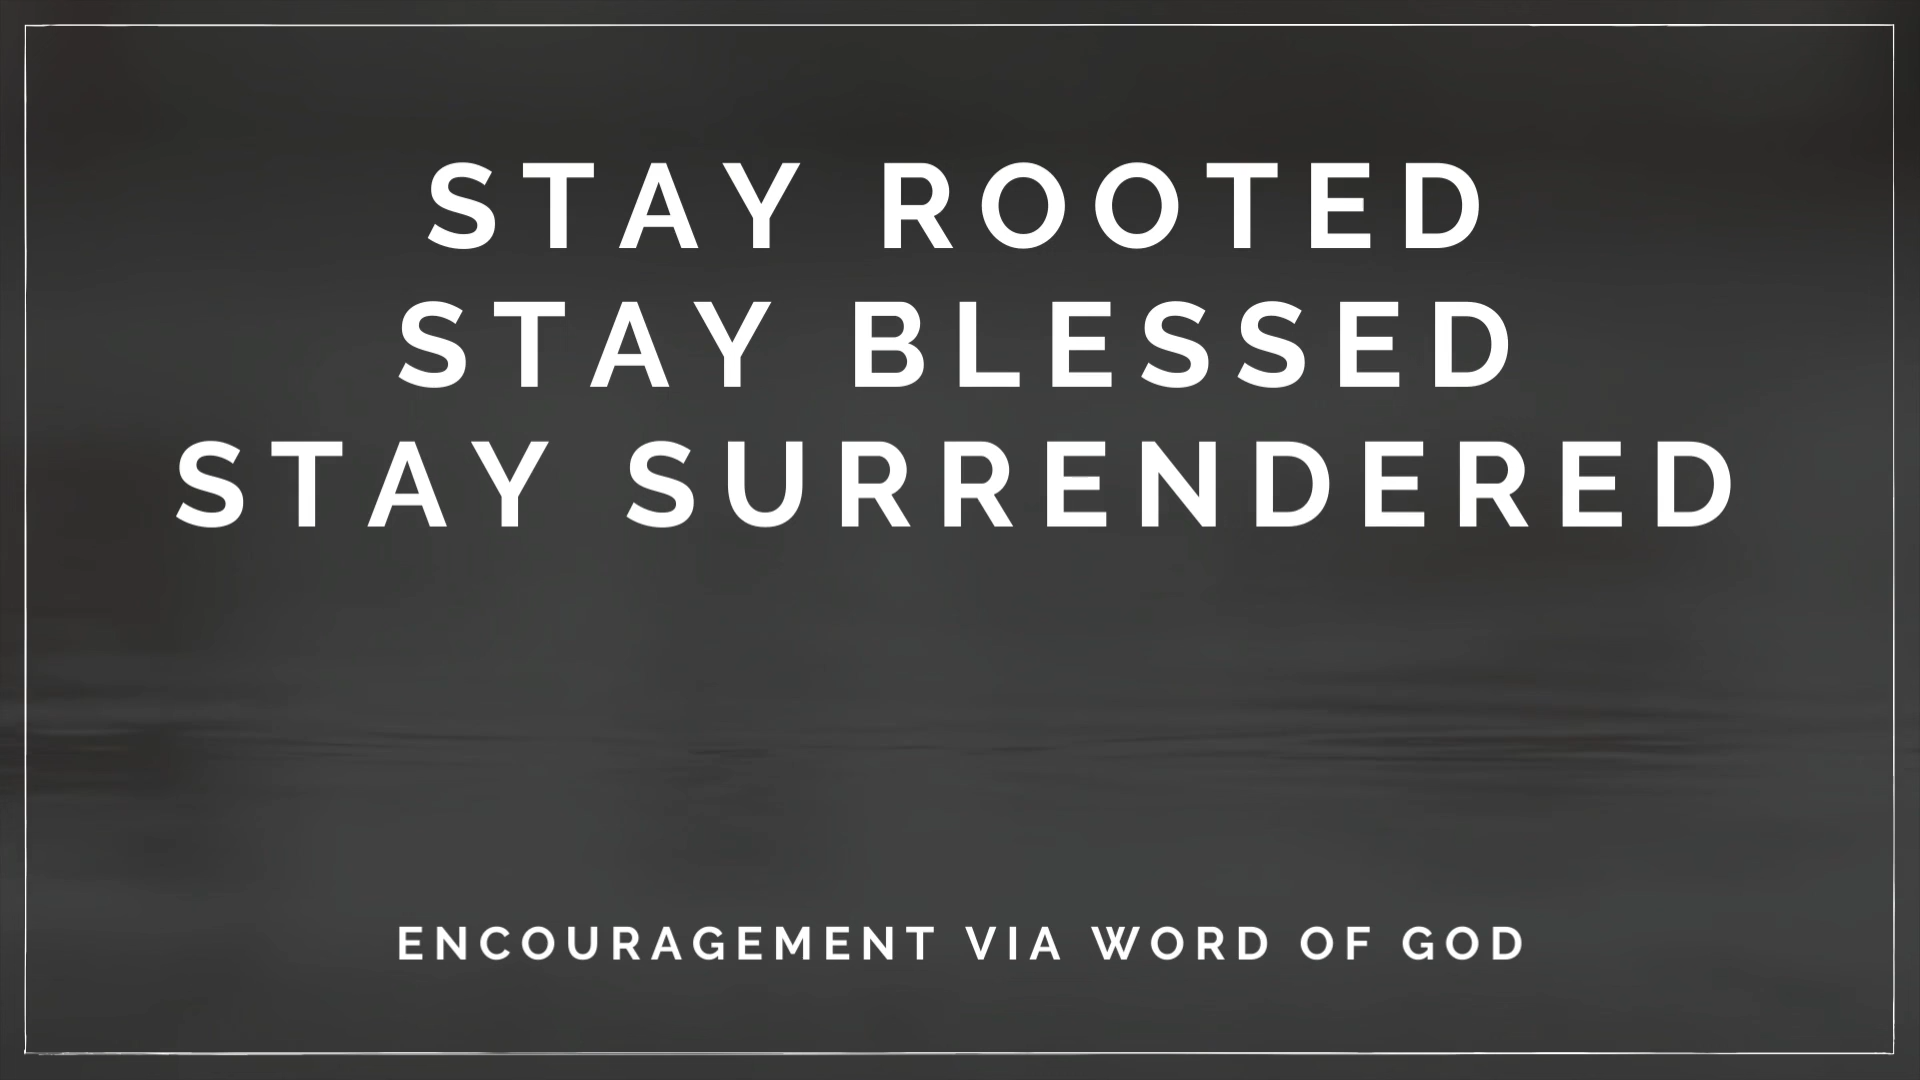 STAY ROOTED
STAY BLESSED
STAY SURRENDERED
ENCOURAGEMENT VIA WORD OF GOD